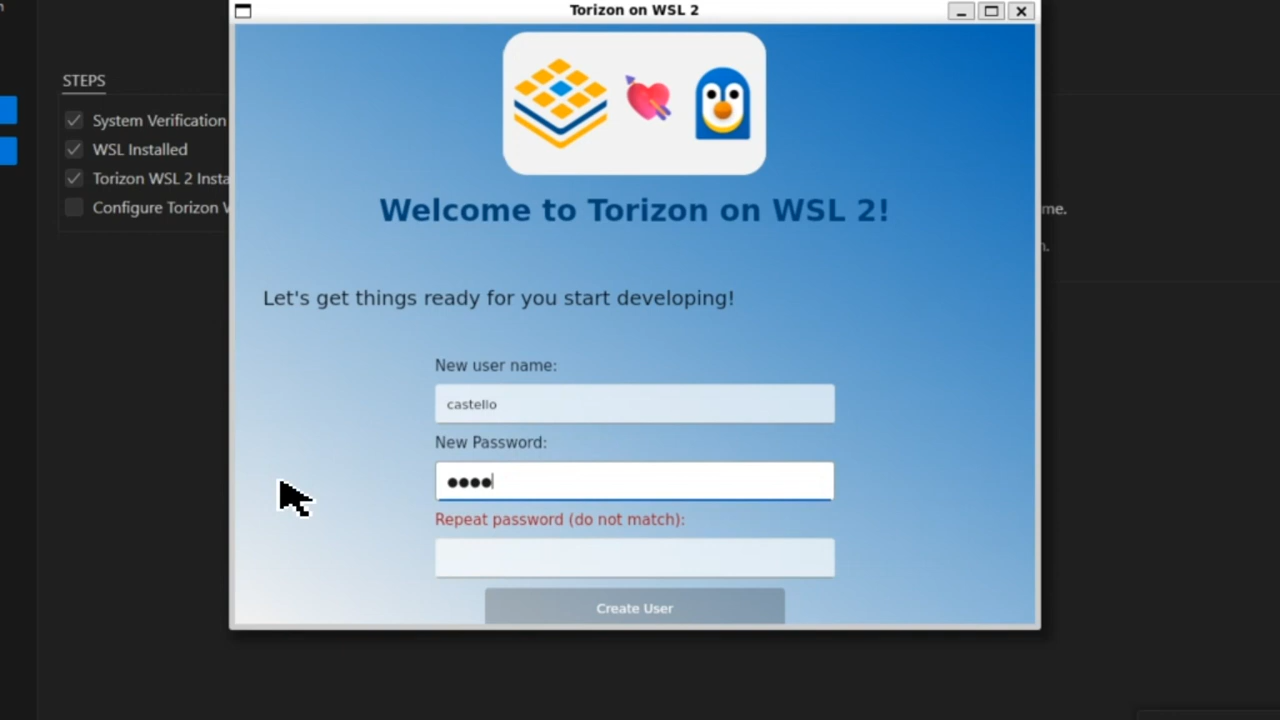 Torizon on WSL 2
STEPS
System Verification
WSL Installed
Torizon WSL 2 Insta
Configure Torizon W
Welcome to Torizon on WSL 2!
me.
Let's get things ready for you start developing!
New user name:
castello
New Password:
Repeat password (do not match):
Create User